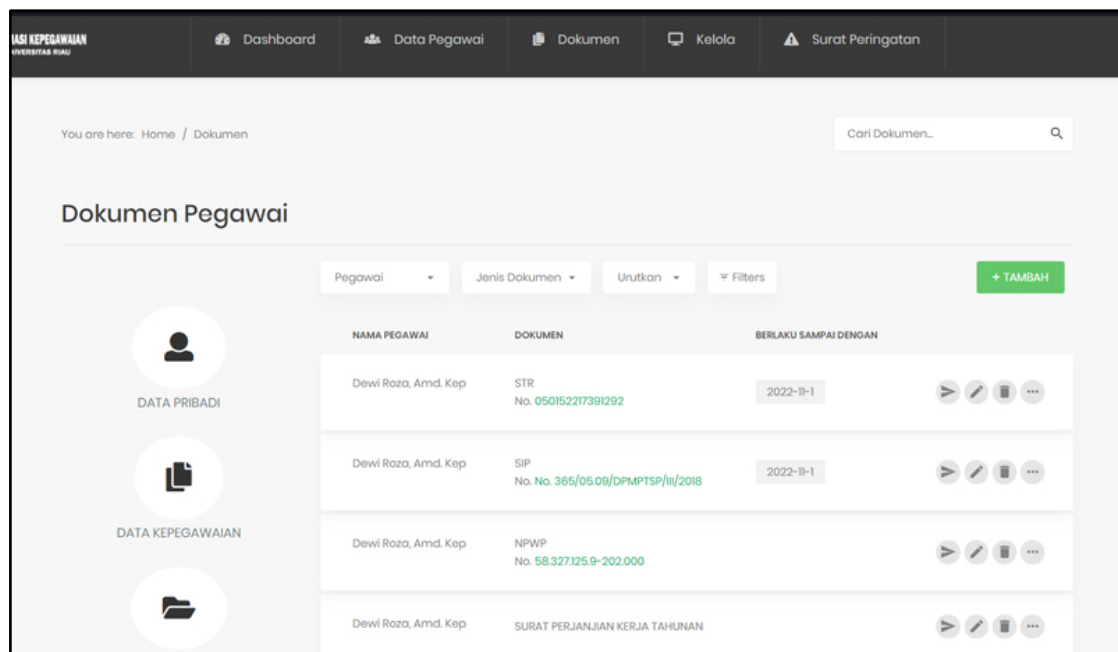 ASI KEPEGAWAIAN
IVERSITAS RIAU
Dashboard
Data Pegawai
Dokumen
Kelola
Surat Peringatan
You are here: Home / Dokumen
Cari Dokumen...
Dokumen Pegawai
Pegawai
Jenis Dokumen
Urutkan
Filters
+ TAMBAH
NAMA PEGAWAI DOKUMEN BERLAKU SAMPAI DENGAN
DATA PRIBADI
DATA KEPEGAWAIAN
Dewi Roza, Amd. Kep
STR
No. 050152217391292
2022-11-1
Dewi Roza, Amd. Kep
SIP
No. No. 365/05.09/DPMPTSP/III/2018
2022-11-1
Dewi Roza, Amd. Kep
NPWP
No. 58.327.125.9-202.000
Dewi Roza, Amd. Kep
SURAT PERJANJIAN KERJA TAHUNAN